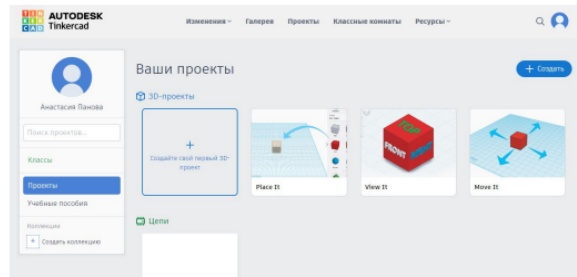 TIN
KER
CAD
AUTODESK
Tinkercad
Изменения
Галерея
Проекты
Классные комнаты
Ресурсы
Анастасия Панова
Поиск проектов...
Классы
Проекты
Учебные пособия
Коллекции
+ Создать коллекцию
Ваши проекты
+ Создать
3D-проекты
+
Создайте свой первый 3D-
проект
Place It
TOP
FRONT
View It
Move It
Цепи